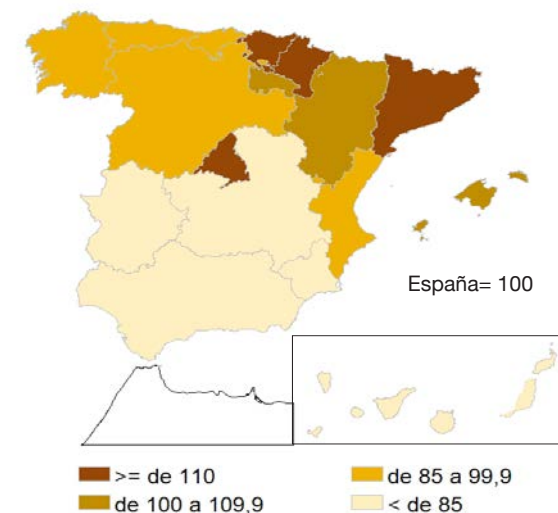 España= 100
>= de 110
de 85 a 99,9
de 100 a 109,9
< de 85